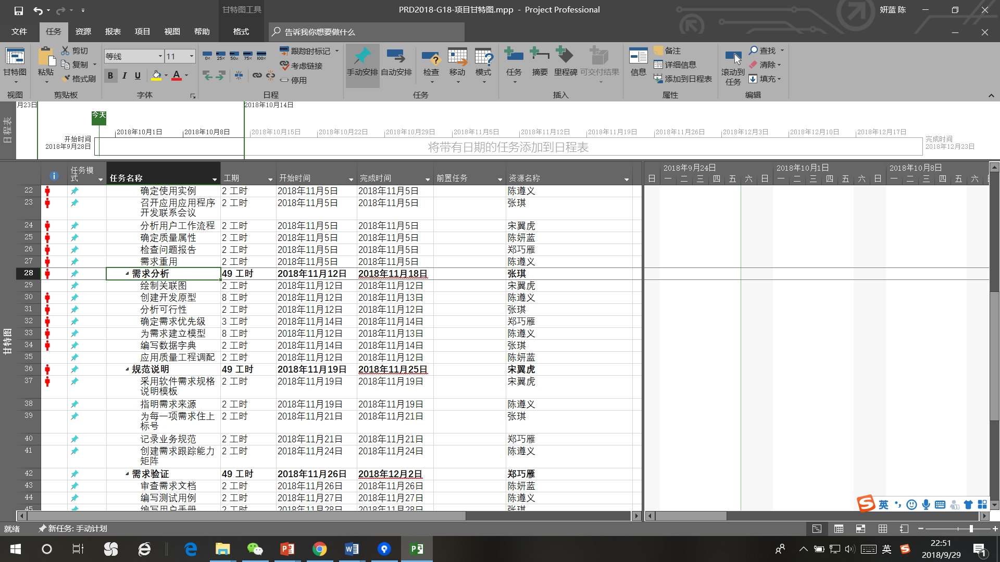 甘特图工具
PRD2018-G18-项目甘特图.mpp - Project Professional
妍蓝 陈
文件 任务 资源 报表 项目 视图 帮助 格式 告诉我你想要做什么
甘特图
粘贴
剪切
复制
格式刷
等线 11
B I U A
0% 25% 50% 75% 100%
跟踪时标记
考虑链接
停用
手动安排 自动安排 检查 移动 模式
任务 摘要 里程碑 可交付结果
信息
备注
详细信息
添加到日程表
滚动到
任务
查找
清除
填充
视图 剪贴板 字体 日程 任务 插入 属性 编辑
日程表
月23日 2018年10月14日
今天
2018年10月1日 2018年10月8日 2018年10月15日 2018年10月22日 2018年10月29日 2018年11月5日 2018年11月12日 2018年11月19日 2018年11月26日 2018年12月3日 2018年12月10日 2018年12月17日
开始时间
2018年9月28日
将带有日期的任务添加到日程表
完成时间
2018年12月23日
甘特图
任务模式 任务名称 工期 开始时间 完成时间 前置任务 资源名称
2018年9月24日 2018年10月1日 2018年10月8日
日 一 二 三 四 五 六 日 一 二 三 四 五 六 日 一 二 三 四 五 六
22 确定使用实例 2 工时 2018年11月5日 2018年11月5日 陈遵义
23 召开应用应用程序 2 工时 2018年11月5日 2018年11月5日 张琪
开发联系会议
24 分析用户工作流程 2 工时 2018年11月5日 2018年11月5日 宋翼虎
25 确定质量属性 2 工时 2018年11月5日 2018年11月5日 陈妍蓝
26 检查问题报告 2 工时 2018年11月5日 2018年11月5日 郑巧雁
27 需求重用 2 工时 2018年11月5日 2018年11月5日 陈遵义
28 需求分析 49 工时 2018年11月12日 2018年11月18日 张琪
29 绘制关联图 2 工时 2018年11月12日 2018年11月12日 宋翼虎
30 创建开发原型 8 工时 2018年11月12日 2018年11月13日 陈遵义
31 分析可行性 2 工时 2018年11月12日 2018年11月12日 张琪
32 确定需求优先级 3 工时 2018年11月14日 2018年11月14日 郑巧雁
33 为需求建立模型 8 工时 2018年11月12日 2018年11月13日 陈遵义
34 编写数据字典 2 工时 2018年11月14日 2018年11月14日 张琪
35 应用质量工程调配 2 工时 2018年11月12日 2018年11月12日 陈妍蓝
36 规范说明 49 工时 2018年11月19日 2018年11月25日 宋翼虎
37 采用软件需求规格 2 工时 2018年11月19日 2018年11月19日 宋翼虎
说明模板
38 指明需求来源 2 工时 2018年11月19日 2018年11月19日 陈遵义
39 为每一项需求住上 2 工时 2018年11月21日 2018年11月21日 张琪
标号
40 记录业务规范 2 工时 2018年11月21日 2018年11月21日 郑巧雁
41 创建需求跟踪能力 2 工时 2018年11月24日 2018年11月24日 陈遵义
矩阵
42 需求验证 49 工时 2018年11月26日 2018年12月2日 郑巧雁
43 审查需求文档 2 工时 2018年11月26日 2018年11月26日 陈妍蓝
44 编写测试用例 2 工时 2018年11月27日 2018年11月27日 陈遵义
45 编写用户手册 2 工时 2018年11月28日 2018年11月28日 张琪
英
就绪 新任务: 手动计划
英
22:51
2018/9/29
1